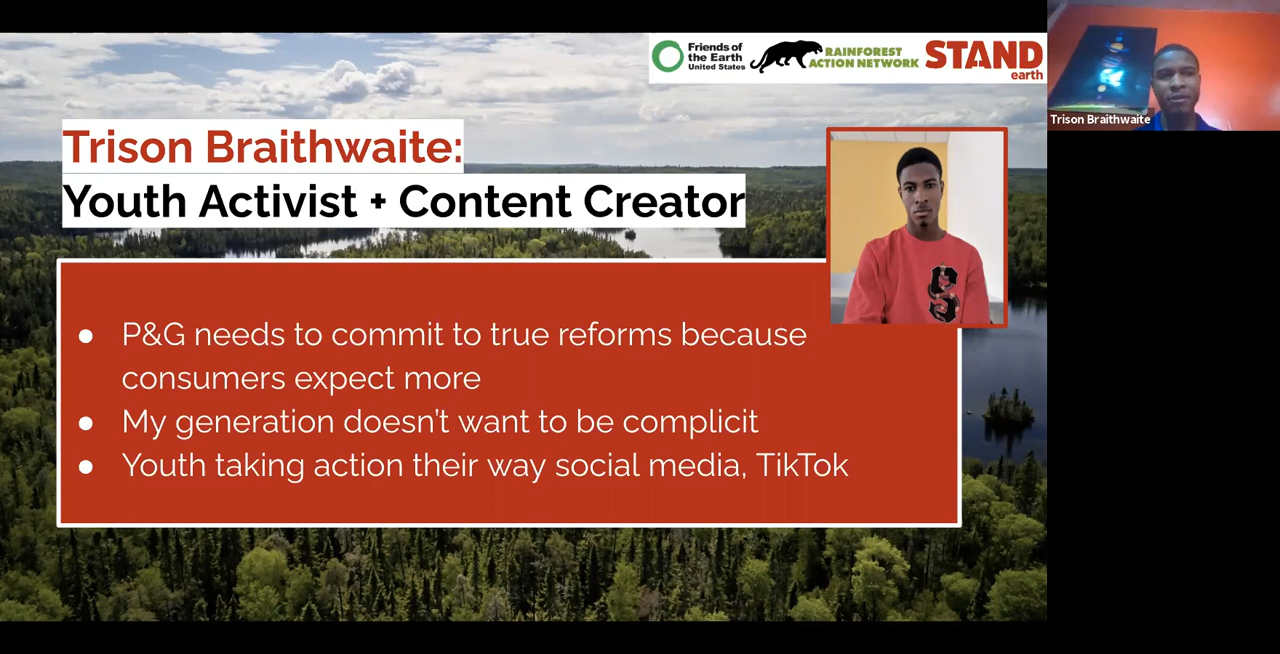 Friends of
the Earth
United States
RAINFOREST
ACTION NETWORK
STAND
earth
Trison Braithwaite
Trison Braithwaite:
Youth Activist + Content Creator
● P&G needs to commit to true reforms because
consumers expect more
● My generation doesn't want to be complicit
● Youth taking action their way social media, TikTok